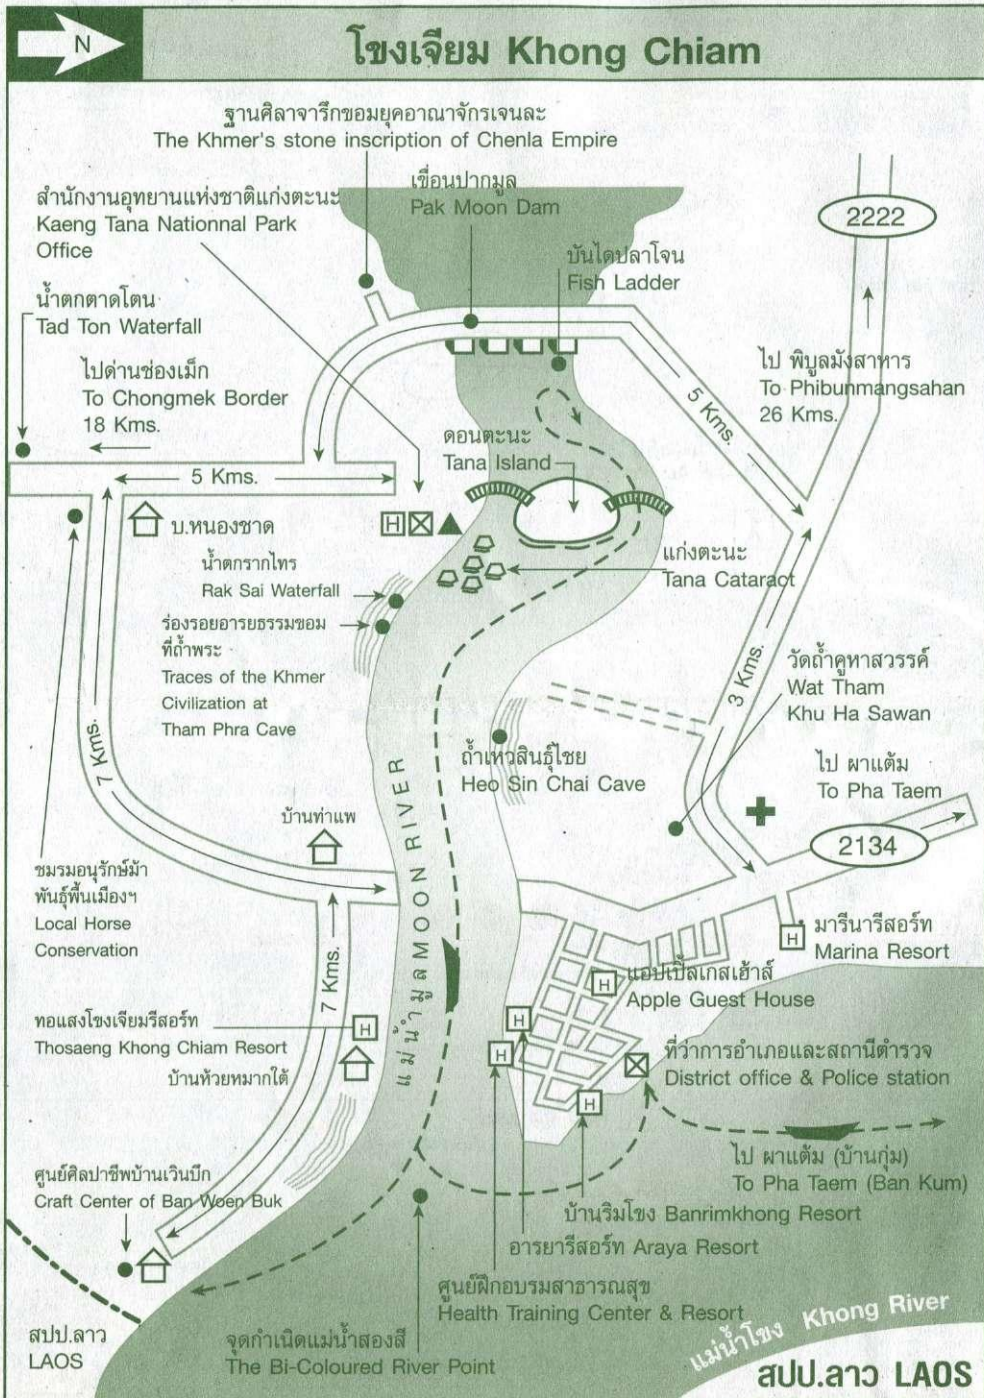 N
โขงเจียม Khong Chiam
ฐานศิลาจารึกขอมยุคอาณาจักรเจนละ
The Khmer's stone inscription of Chenla Empire
สำนักงานอุทยานแห่งชาติแก่งตะนะ
Kaeng Tana Nationnal Park
Office
เขื่อนปากมูล
Pak Moon Dam
2222
บันไดปลาโจน
Fish Ladder
น้ำตกตาดโตน
Tad Ton Waterfall
ไปด่านช่องเม็ก
To Chongmek Border
18 Kms.
ไป พิบูลมังสาหาร
To Phibunmangsahan
26 Kms.
5 Kms.
ดอนตะนะ
Tana Island
5 Kms.
H
บ.หนองชาด
น้ำตกรากไทร
Rak Sai Waterfall
แก่งตะนะ
Tana Cataract
ร่องรอยอารยธรรมขอม
ที่ถ้ำพระ
Traces of the Khmer
Civilization at
Tham Phra Cave
3 Kms.
วัดถ้ำคูหาสวรรค์
Wat Tham
Khu Ha Sawan
7 Kms.
ถ้ำเหวสินธุ์ไชย
Heo Sin Chai Cave
ไป ผาแต้ม
To Pha Taem
2134
บ้านท่าแพ
แม่น้ำมูล MOON RIVER
ชมรมอนุรักษ์ม้า
พันธุ์พื้นเมืองฯ
Local Horse
Conservation
H
มารีนารีสอร์ท
Marina Resort
7 Kms.
H
แอปเปิ้ลเกสเฮ้าส์
Apple Guest House
ทอแสงโขงเจียมรีสอร์ท
Thosaeng Khong Chiam Resort
H
H
H
บ้านห้วยหมากใต้
ที่ว่าการอำเภอและสถานีตำรวจ
District office & Police station
H
ศูนย์ศิลปาชีพบ้านเวินบึก
Craft Center of Ban Woen Buk
ไป ผาแต้ม (บ้านกุ่ม)
To Pha Taem (Ban Kum)
บ้านริมโขง Banrimkhong Resort
อารยารีสอร์ท Araya Resort
ศูนย์ฝึกอบรมสาธารณสุข
Health Training Center & Resort
สปป.ลาว
LAOS
จุดกำเนิดแม่น้ำสองสี
The Bi-Coloured River Point
แม่น้ำโขง Khong River
สปป.ลาว LAOS